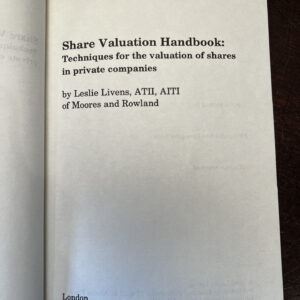 Share Valuation Handbook:
Techniques for the valuation of shares
in private companies
by Leslie Livens, ATII, AITI
of Moores and Rowland
London